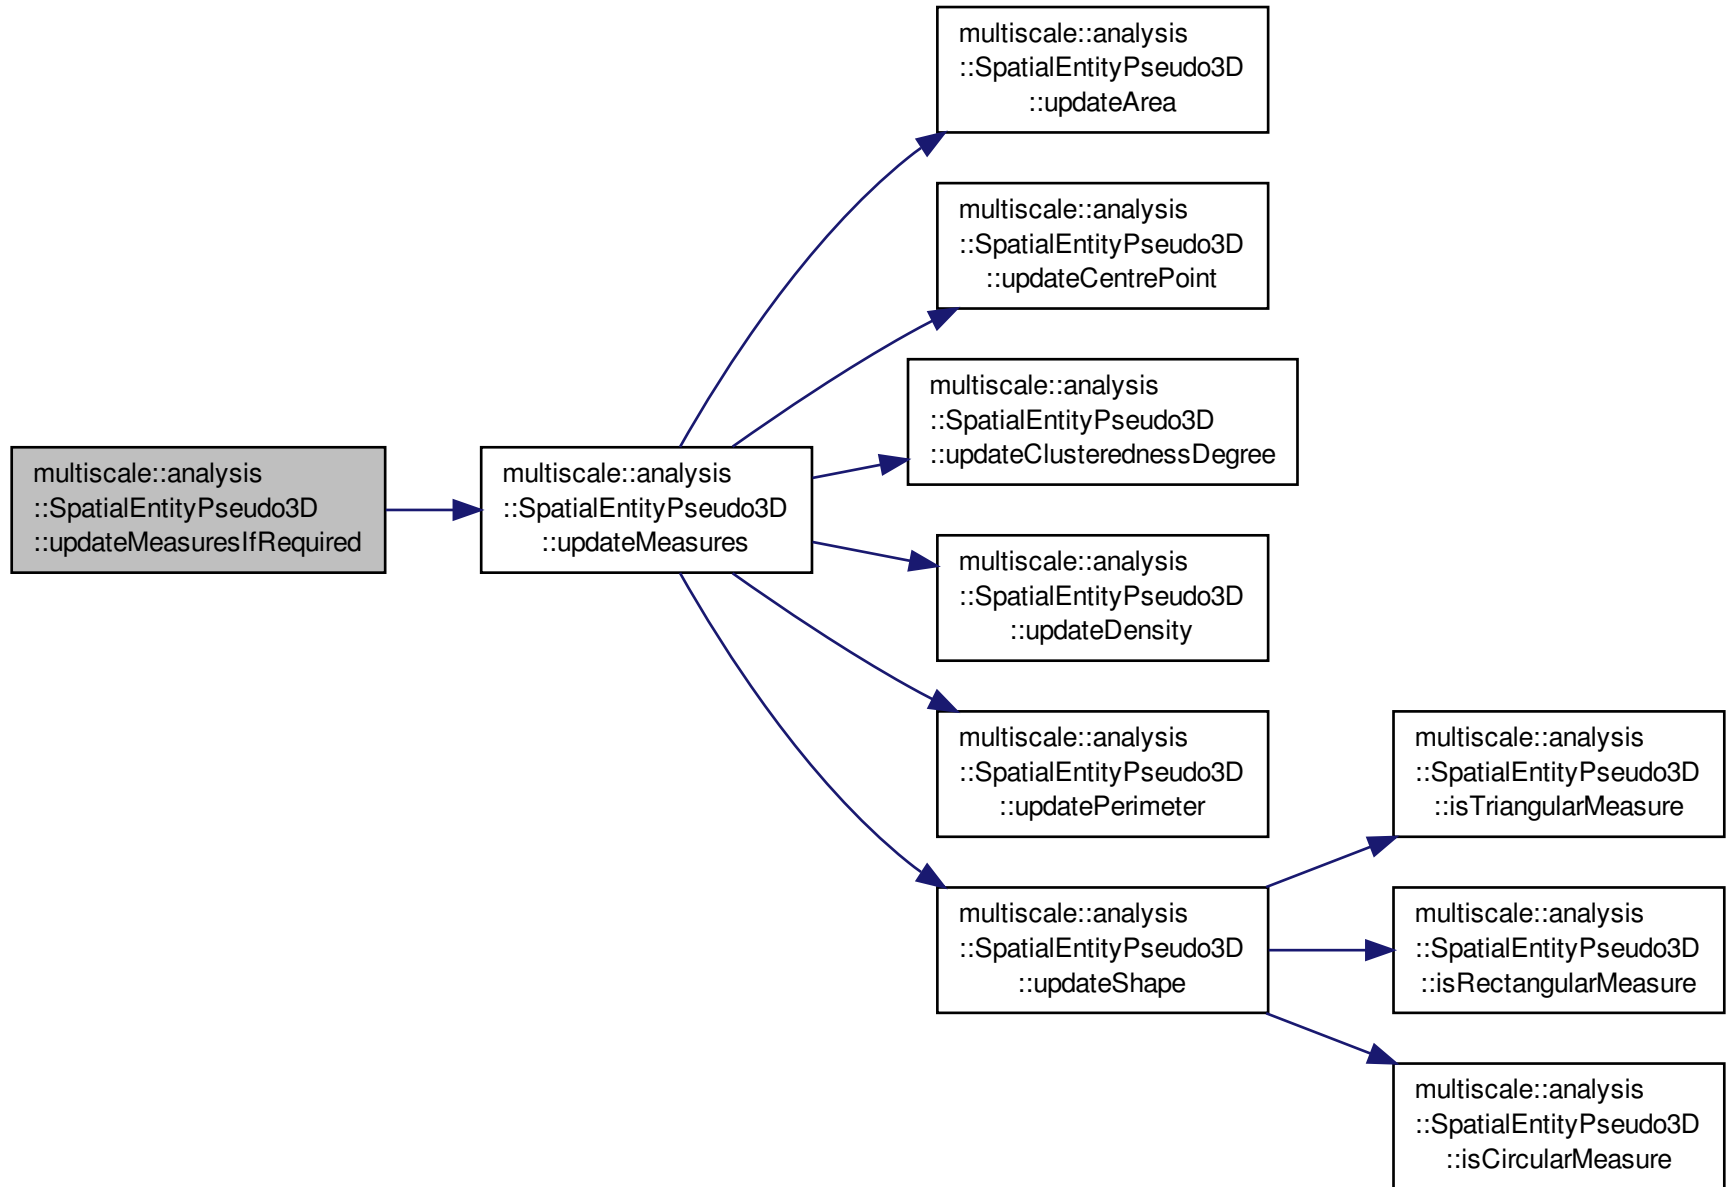 multiscale::analysis
::SpatialEntityPseudo3D
::updateArea
multiscale::analysis
::SpatialEntityPseudo3D
::updateCentrePoint
multiscale::analysis
::SpatialEntityPseudo3D
::updateClusterednessDegree
multiscale::analysis
::SpatialEntityPseudo3D
::updateMeasuresIfRequired
multiscale::analysis
::SpatialEntityPseudo3D
::updateMeasures
multiscale::analysis
::SpatialEntityPseudo3D
::updateDensity
multiscale::analysis
::SpatialEntityPseudo3D
::updatePerimeter
multiscale::analysis
::SpatialEntityPseudo3D
::isTriangularMeasure
multiscale::analysis
::SpatialEntityPseudo3D
::updateShape
multiscale::analysis
::SpatialEntityPseudo3D
::isRectangularMeasure
multiscale::analysis
::SpatialEntityPseudo3D
::isCircularMeasure